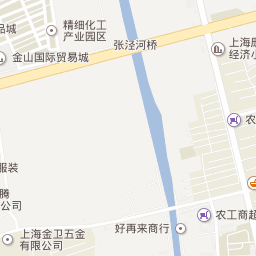 品城
精细化工
产业园区
张泾河桥
金山国际贸易城
上海
经济小
服装
腾
公司
农工商超
上海金卫五金
有限公司
好再来商行